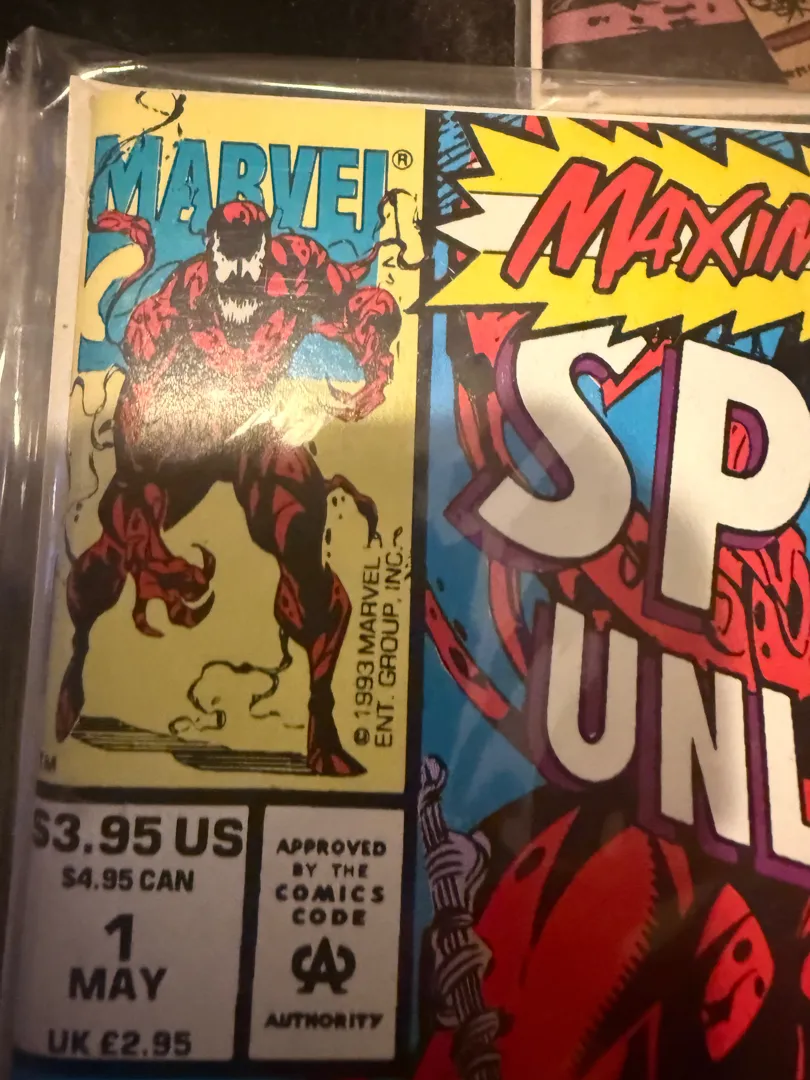 MARVEL®
© 1993 MARVEL
ENT. GROUP, INC.
TM
$3.95 US
$4.95 CAN
1
MAY
UK £2.95
APPROVED
BY THE
COMICS
CODE
CA
AUTHORITY
MAXIM
SP
UNL